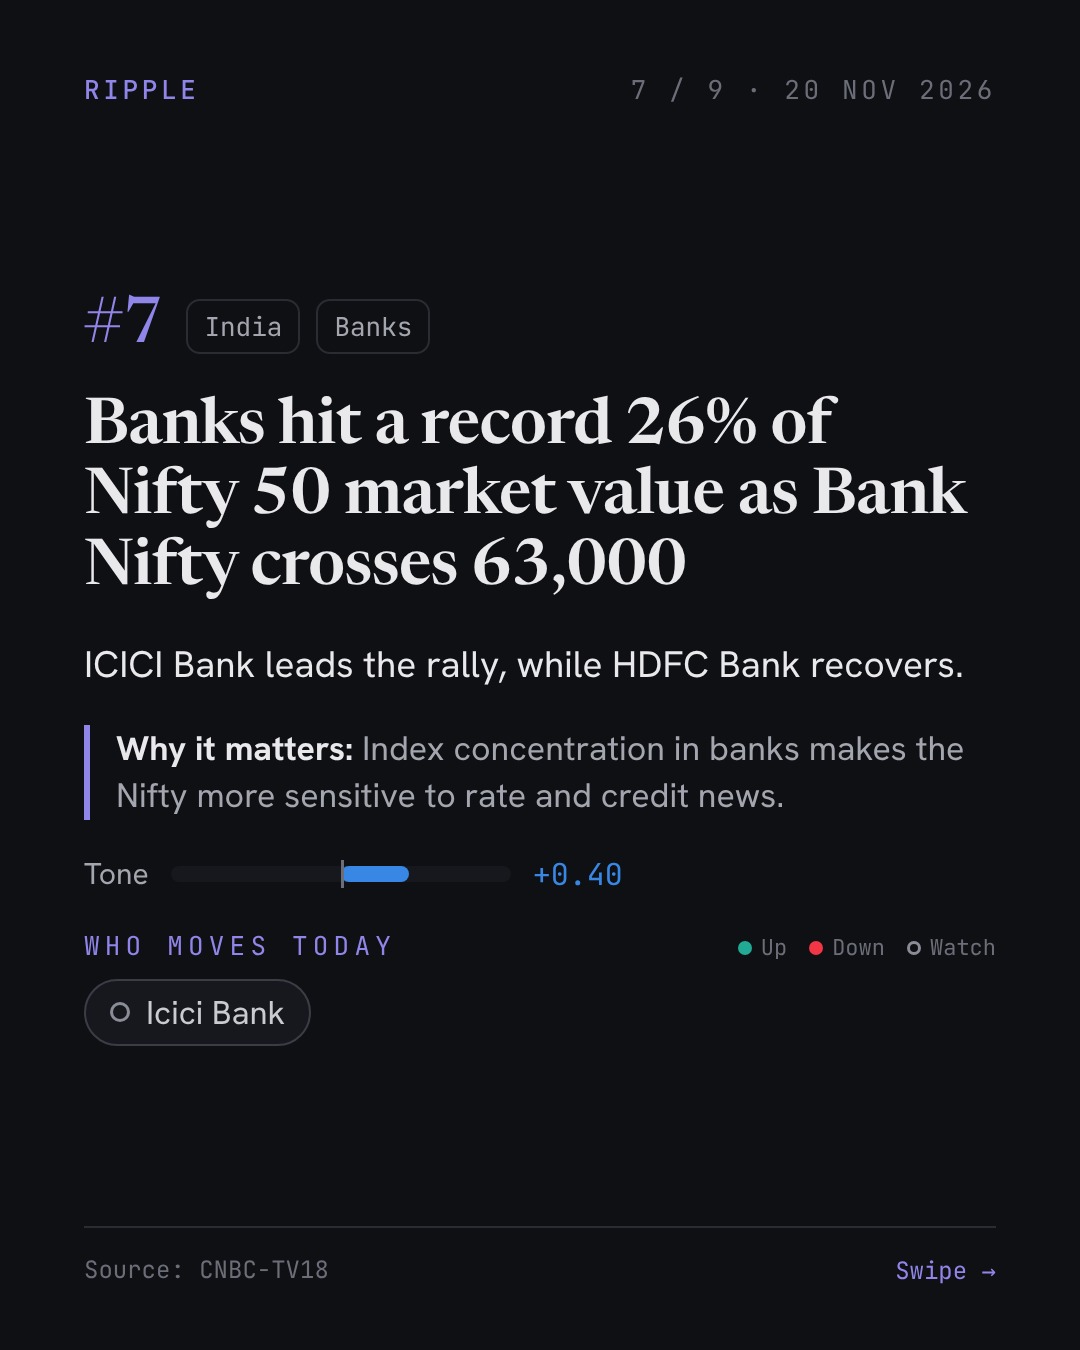 RIPPLE
7 / 9 · 20 NOV 2026
#7 India Banks
Banks hit a record 26% of
Nifty 50 market value as Bank
Nifty crosses 63,000
ICICI Bank leads the rally, while HDFC Bank recovers.
Why it matters: Index concentration in banks makes the
Nifty more sensitive to rate and credit news.
Tone +0.40
WHO MOVES TODAY
Up Down Watch
Icici Bank
Source: CNBC-TV18
Swipe →